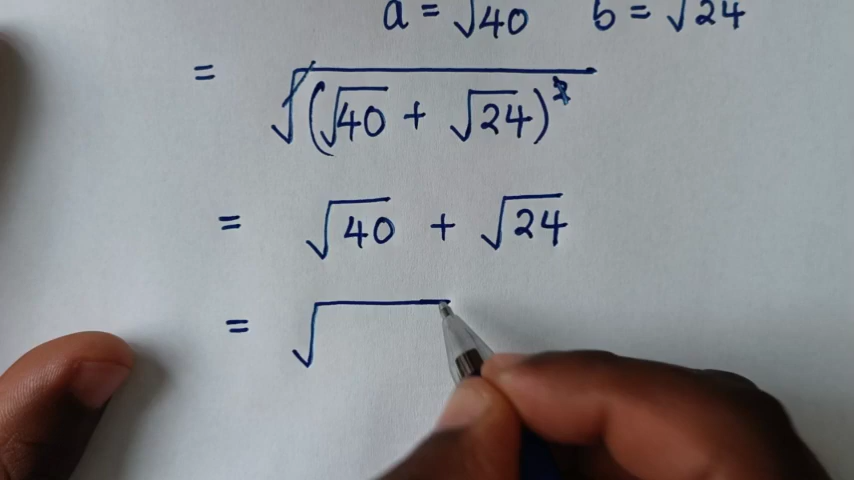 a = √40 b = √24
= √(√40 + √24)²
= √40 + √24
= √